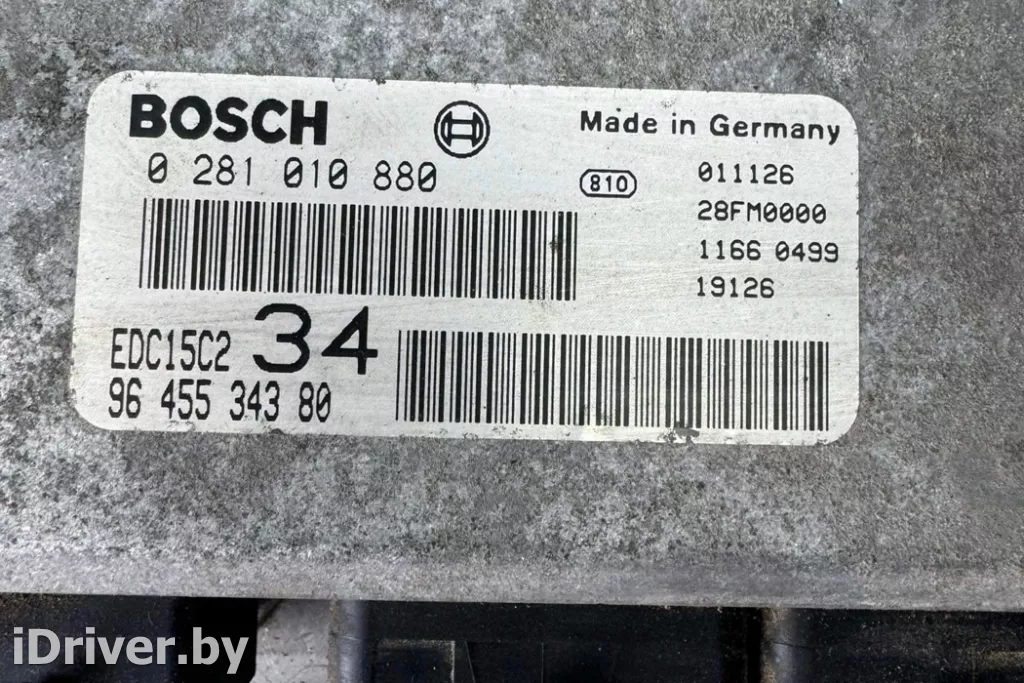 BOSCH
Made in Germany
0 281 010 880
810
011126
28FM0000
1166 0499
19126
EDC15C2 34
96 455 343 80
iDriver.by